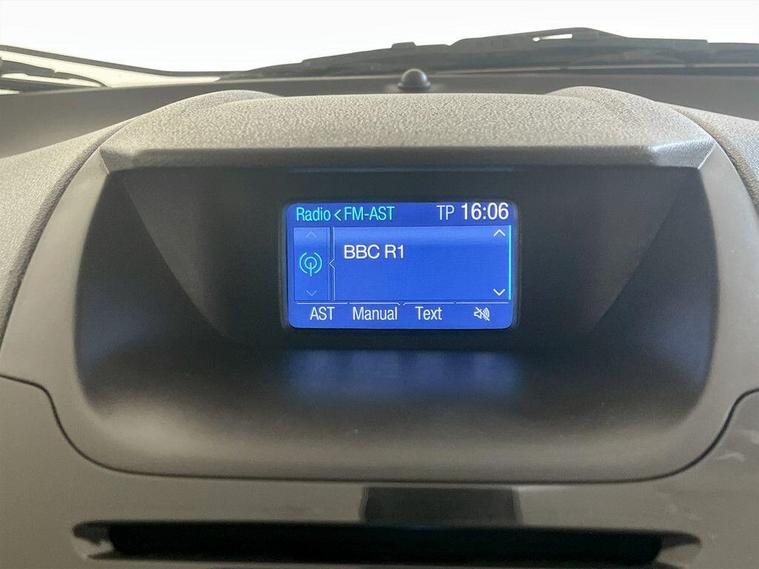 Radio < FM-AST TP 16:06
BBC R1
AST Manual Text